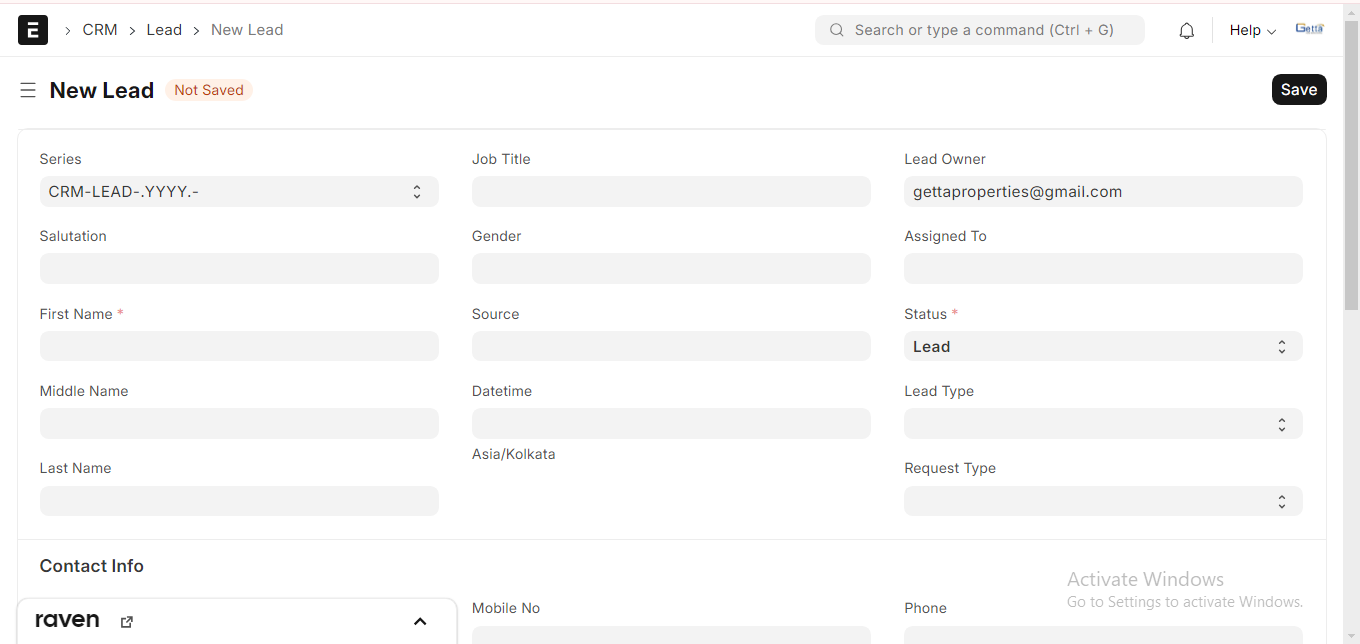 E > CRM > Lead > New Lead Search or type a command (Ctrl + G) Help Getta
New Lead Not Saved Save
Series Job Title Lead Owner
CRM-LEAD-.YYYY.- gettaproperties@gmail.com
Salutation Gender Assigned To
First Name * Source Status *
Lead
Middle Name Datetime Lead Type
Asia/Kolkata
Last Name Request Type
Contact Info
Activate Windows
Go to Settings to activate Windows.
raven Mobile No Phone